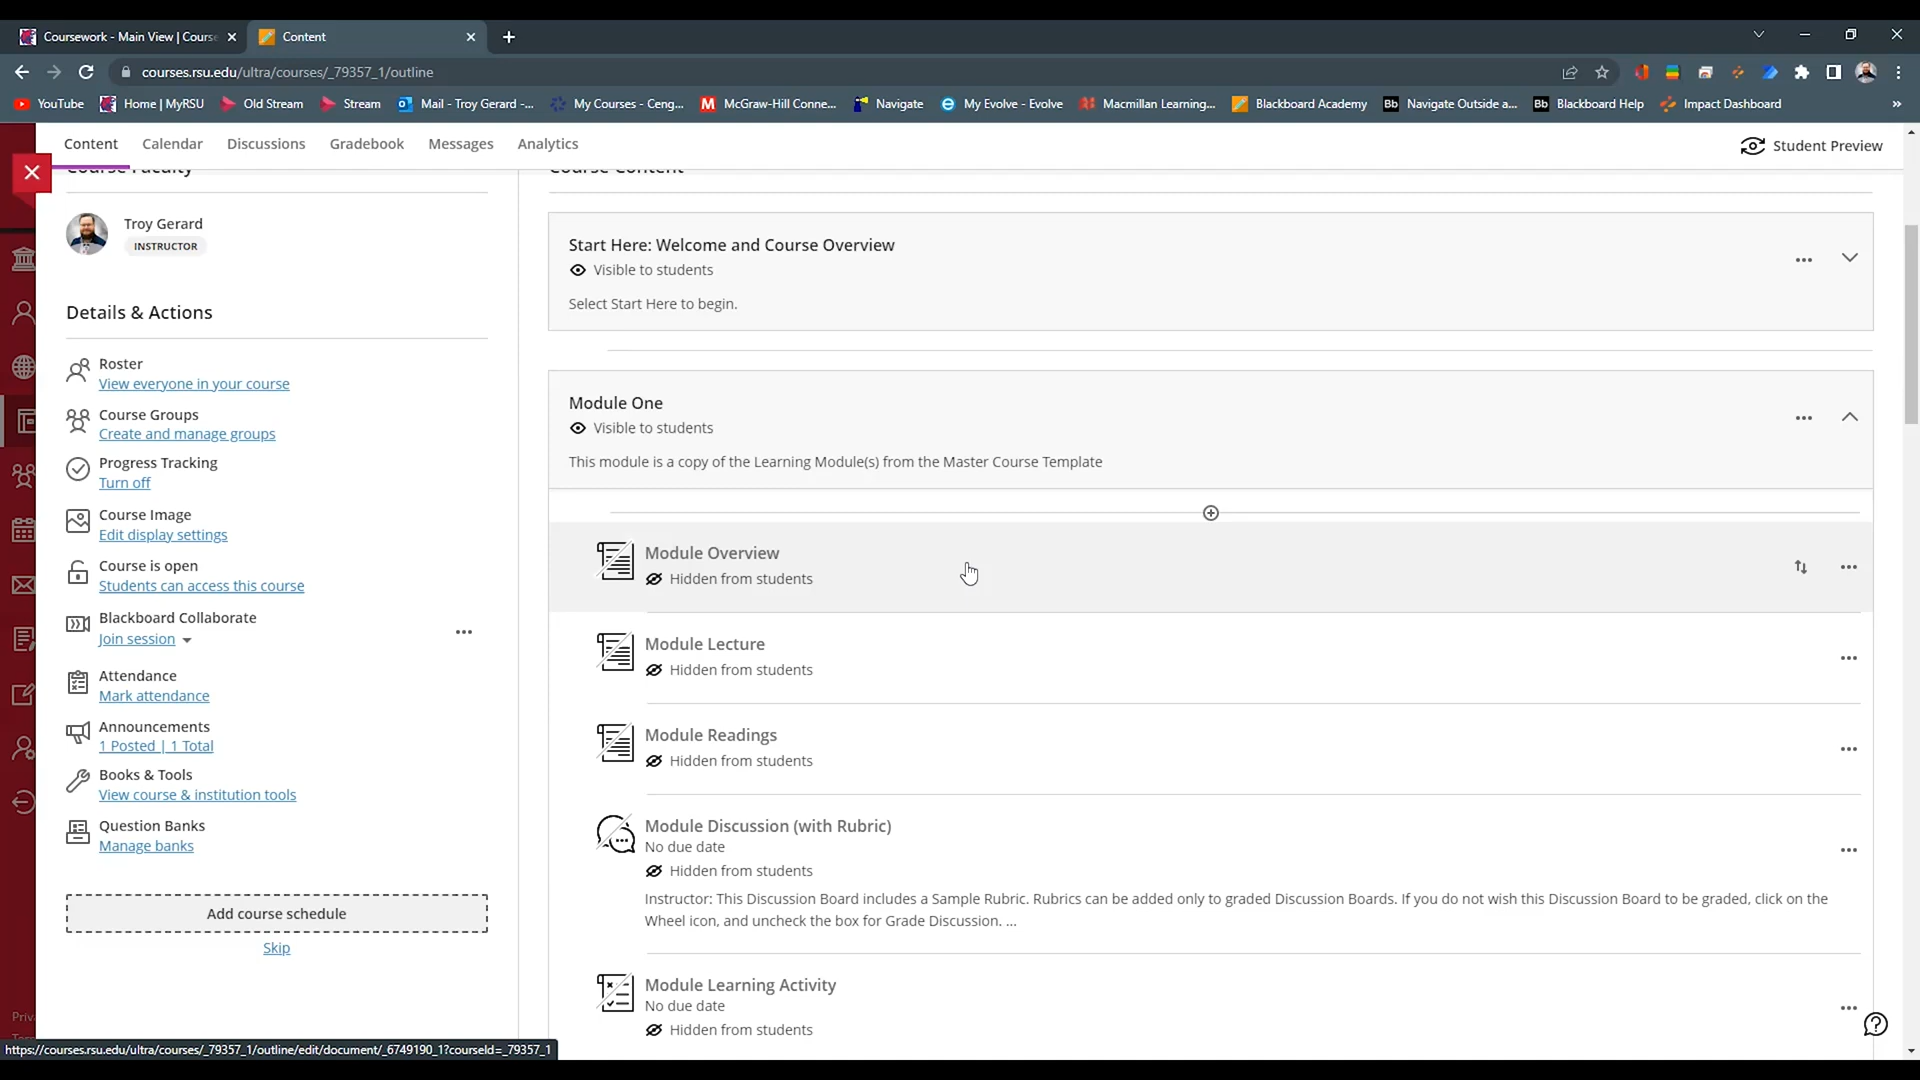 Coursework - Main View | Course
Content
courses.rsu.edu/ultra/courses/_79357_1/outline
YouTube
Home | MyRSU
Old Stream
Stream
Mail - Troy Gerard -...
My Courses - Ceng...
McGraw-Hill Conne...
Navigate
My Evolve - Evolve
Macmillan Learning...
Blackboard Academy
Bb Navigate Outside a...
Bb Blackboard Help
Impact Dashboard
»
Content
Calendar
Discussions
Gradebook
Messages
Analytics
Student Preview
Course Faculty
Troy Gerard
INSTRUCTOR
Details & Actions
Roster
View everyone in your course
Course Groups
Create and manage groups
Progress Tracking
Turn off
Course Image
Edit display settings
Course is open
Students can access this course
Blackboard Collaborate
Join session
Attendance
Mark attendance
Announcements
1 Posted | 1 Total
Books & Tools
View course & institution tools
Question Banks
Manage banks
Add course schedule
Skip
Course Content
Start Here: Welcome and Course Overview
Visible to students
Select Start Here to begin.
Module One
Visible to students
This module is a copy of the Learning Module(s) from the Master Course Template
Module Overview
Hidden from students
Module Lecture
Hidden from students
Module Readings
Hidden from students
Module Discussion (with Rubric)
No due date
Hidden from students
Instructor: This Discussion Board includes a Sample Rubric. Rubrics can be added only to graded Discussion Boards. If you do not wish this Discussion Board to be graded, click on the
Wheel icon, and uncheck the box for Grade Discussion. ...
Module Learning Activity
No due date
Hidden from students
Priv
https://courses.rsu.edu/ultra/courses/_79357_1/outline/edit/document/_6749190_1?courseId=_79357_1